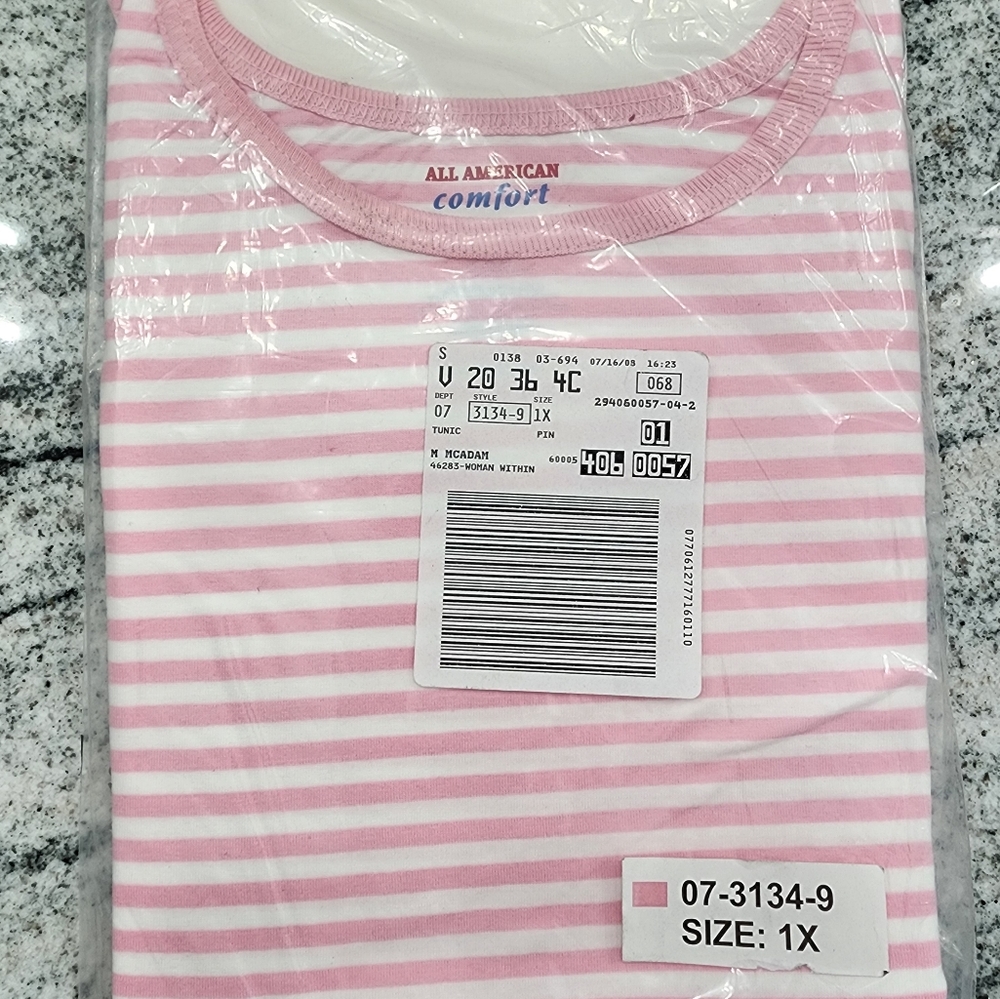 ALL AMERICAN
comfort
S 0138 03-694 07/16/08 16:23
V 20 36 4C 068
DEPT STYLE SIZE 294060057-04-2
07 3134-9 1X
TUNIC PIN 01
M MCADAM 60005 406 0057
46283-WOMAN WITHIN
0770612777160110
07-3134-9
SIZE: 1X